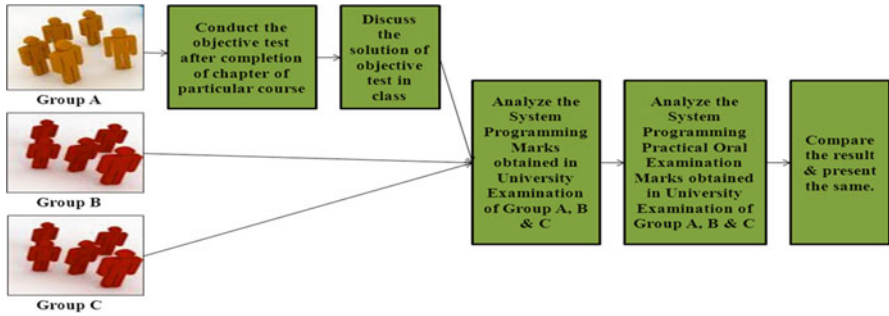 Group A
Conduct the
objective test
after completion
of chapter of
particular course
Discuss
the
solution of
objective
test in
class
Group B
Group C
Analyze the
System
Programming
Marks
obtained in
University
Examination
of Group A, B
& C
Analyze the
System
Programming
Practical Oral
Examination
Marks obtained
in University
Examination of
Group A, B & C
Compare
the result
& present
the same.